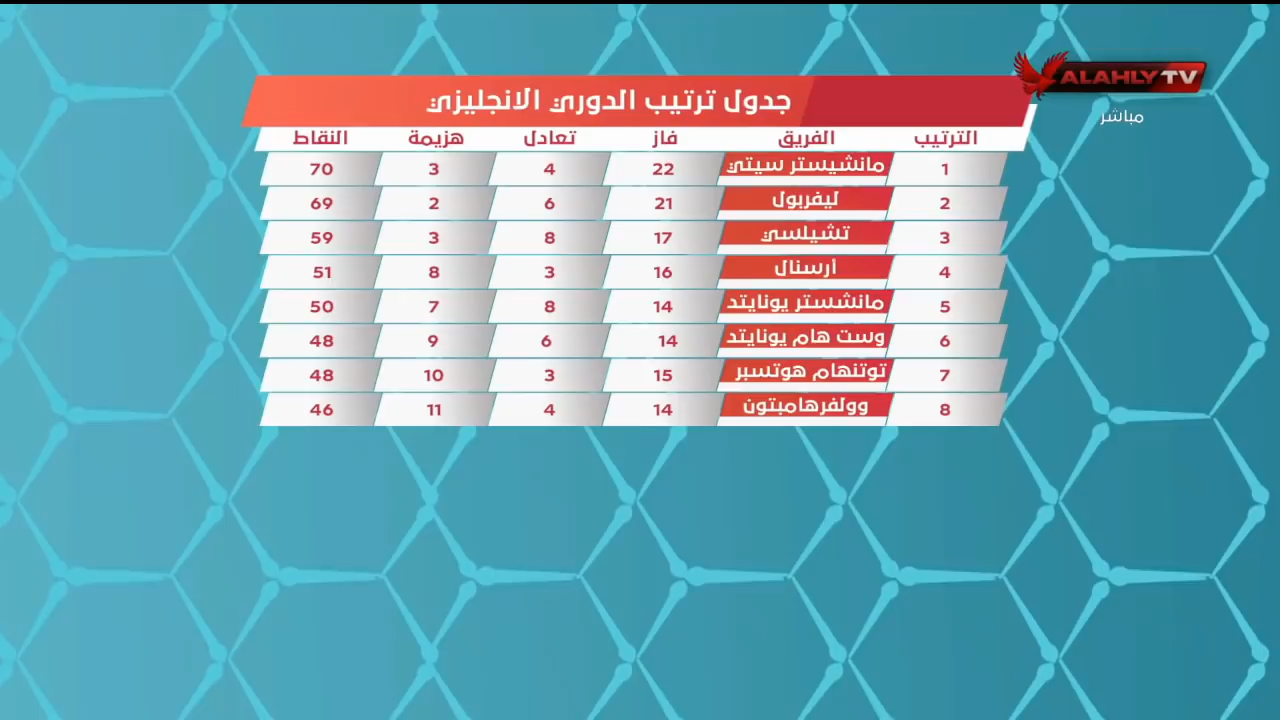 ALAHLY TV
مباشر
جدول ترتيب الدوري الانجليزي
الترتيب الفريق فاز تعادل هزيمة النقاط
1 مانشيستر سيتي 22 4 3 70
2 ليفربول 21 6 2 69
3 تشيلسي 17 8 3 59
4 أرسنال 16 3 8 51
5 مانشستر يونايتد 14 8 7 50
6 وست هام يونايتد 14 6 9 48
7 توتنهام هوتسبر 15 3 10 48
8 وولفرهامبتون 14 4 11 46